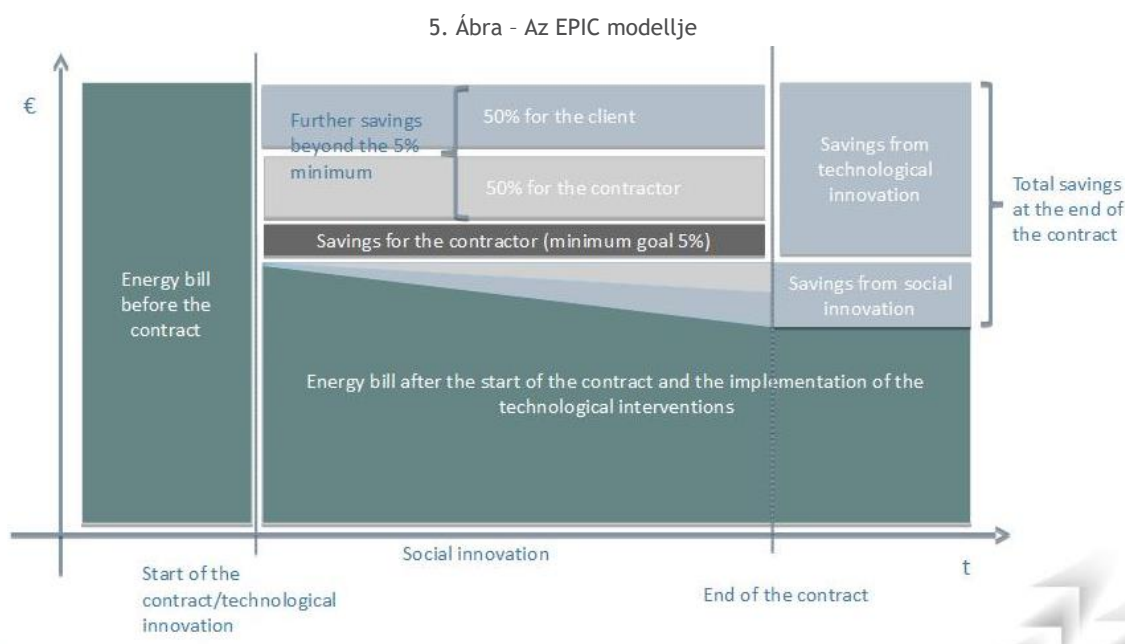 5. Ábra - Az EPIC modellje
€
Energy bill
before the
contract
Further savings
beyond the 5%
minimum
50% for the client
50% for the contractor
Savings for the contractor (minimum goal 5%)
Energy bill after the start of the contract and the implementation of the
technological interventions
Savings from
technological
innovation
Savings from social
innovation
Total savings
at the end of
the contract
Social innovation
t
Start of the
contract/technological
innovation
End of the contract